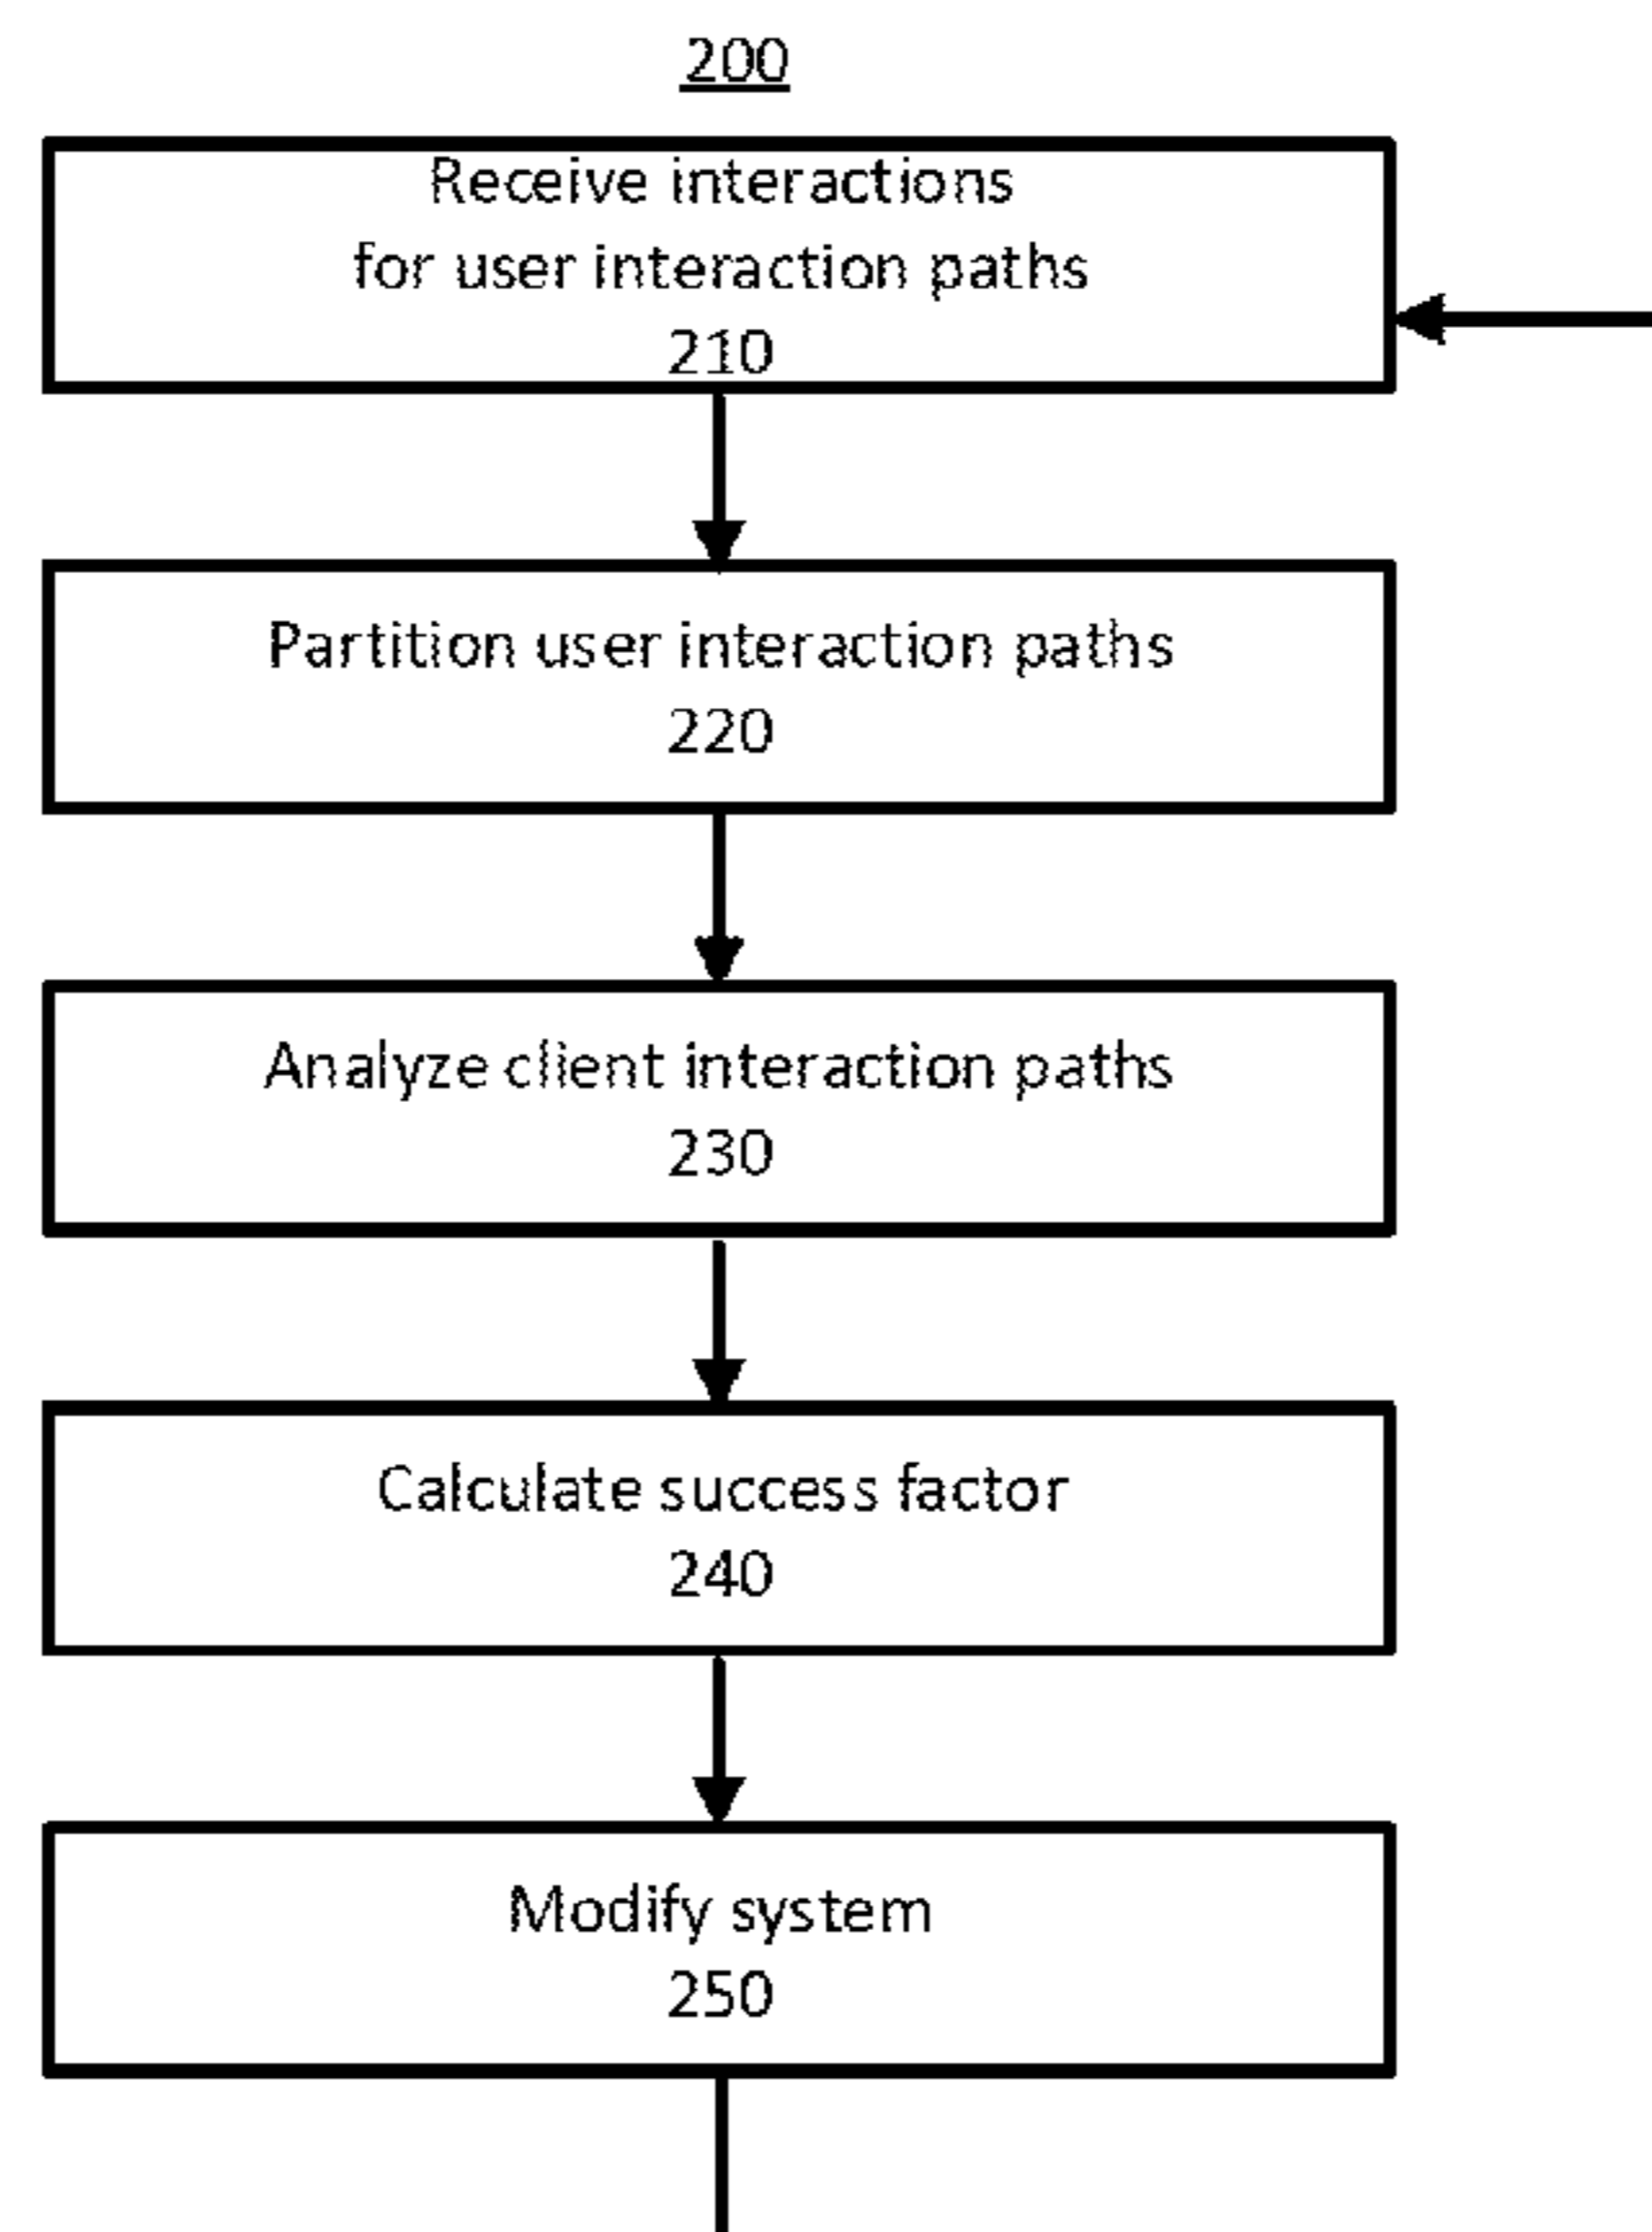 200
Receive interactions
for user interaction paths
210
Partition user interaction paths
220
Analyze client interaction paths
230
Calculate success factor
240
Modify system
250